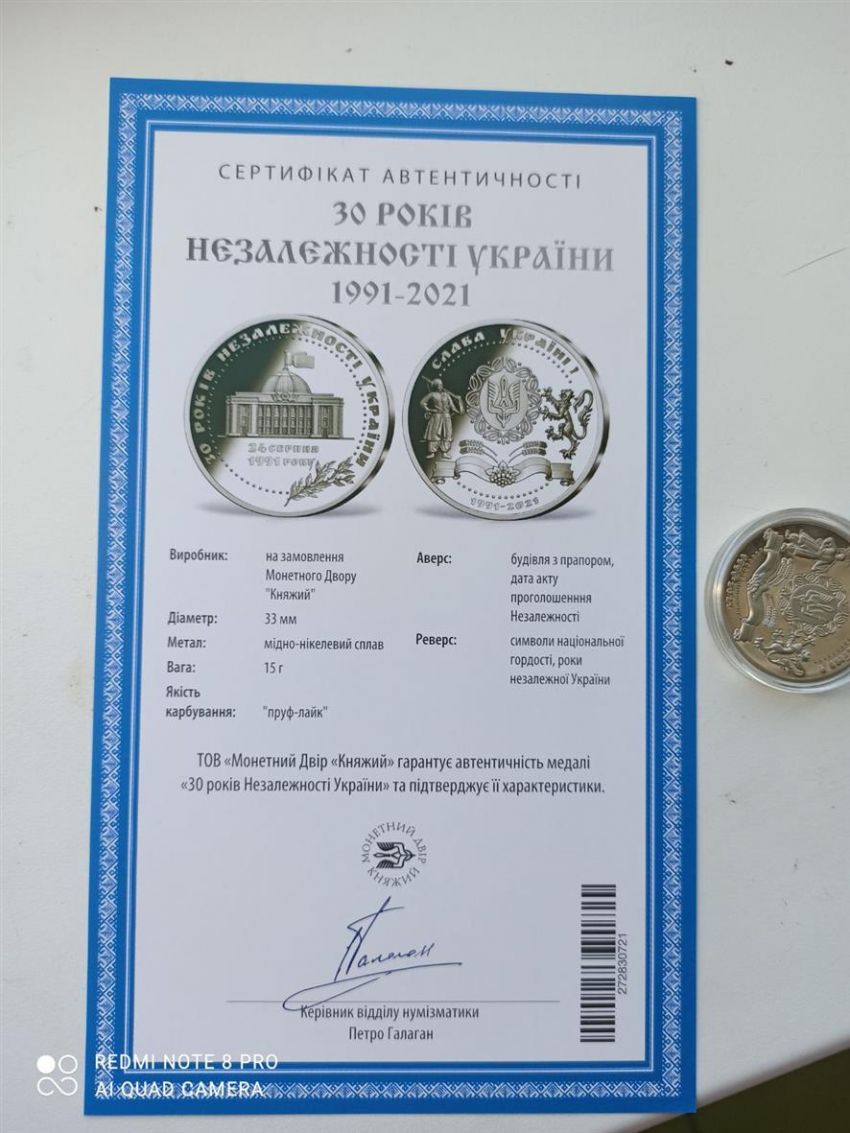 СЕРТИФІКАТ АВТЕНТИЧНОСТІ
30 РОКІВ
НЕЗАЛЕЖНОСТІ УКРАЇНИ
1991-2021
30 РОКІВ НЕЗАЛЕЖНОСТІ УКРАЇНИ
24 СЕРПНЯ
1991 РОКУ
СЛАВА УКРАЇНІ!
1991-2021
Виробник: на замовлення
Монетного Двору
"Княжий"
Діаметр: 33 мм
Метал: мідно-нікелевий сплав
Вага: 15 г
Якість
карбування: "пруф-лайк"
Аверс: будівля з прапором,
дата акту
проголошення
Незалежності
Реверс: символи національної
гордості, роки
незалежної України
ТОВ «Монетний Двір «Княжий» гарантує автентичність медалі
«30 років Незалежності України» та підтверджує її характеристики.
МОНЕТНИЙ ДВІР
КНЯЖИЙ
Галаган
Керівник відділу нумізматики
Петро Галаган
272830721
REDMI NOTE 8 PRO
AI QUAD CAMERA